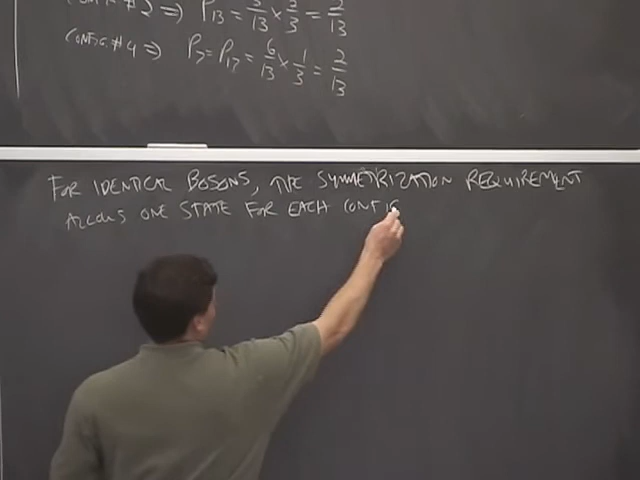 CONFIG. #2 ⇒ P₁₃ = 3/13 × 2/3 = 2/13
CONFIG. #4 ⇒ P₇ = P₁₇ = 6/13 × 1/3 = 2/13
FOR IDENTICAL BOSONS, THE SYMMETRIZATION REQUIREMENT
ALLOWS ONE STATE FOR EACH CONFIG